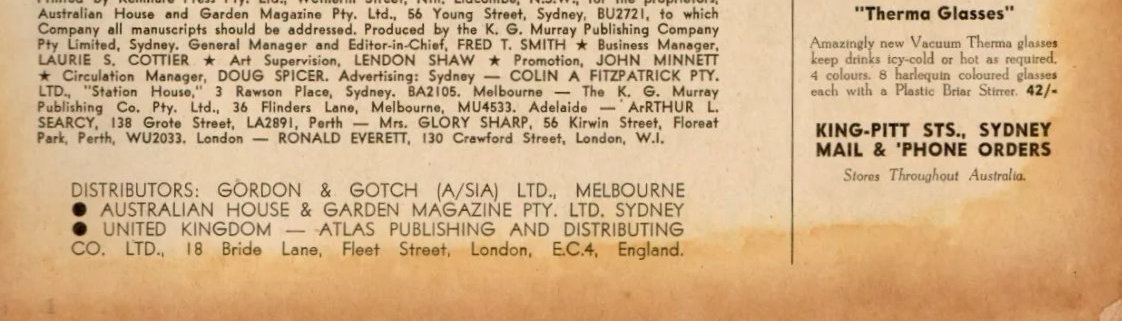 Australian House and Garden Magazine Pty. Ltd., 56 Young Street, Sydney, BU2721, to which
Company all manuscripts should be addressed. Produced by the K. G. Murray Publishing Company
Pty Limited, Sydney. General Manager and Editor-in-Chief, FRED T. SMITH ★ Business Manager,
LAURIE S. COTTIER ★ Art Supervision, LENDON SHAW ★ Promotion, JOHN MINNETT
★ Circulation Manager, DOUG SPICER. Advertising: Sydney — COLIN A FITZPATRICK PTY.
LTD., "Station House," 3 Rawson Place, Sydney. BA2105. Melbourne — The K. G. Murray
Publishing Co. Pty. Ltd., 36 Flinders Lane, Melbourne, MU4533. Adelaide — ArRTHUR L.
SEARCY, 138 Grote Street, LA2891, Perth — Mrs. GLORY SHARP, 56 Kirwin Street, Floreat
Park, Perth, WU2033. London — RONALD EVERETT, 130 Crawford Street, London, W.I.
DISTRIBUTORS: GORDON & GOTCH (A/SIA) LTD., MELBOURNE
● AUSTRALIAN HOUSE & GARDEN MAGAZINE PTY. LTD. SYDNEY
● UNITED KINGDOM — ATLAS PUBLISHING AND DISTRIBUTING
CO. LTD., 18 Bride Lane, Fleet Street, London, E.C.4, England.
"Therma Glasses"
Amazingly new Vacuum Therma glasses
keep drinks icy-cold or hot as required.
4 colours. 8 harlequin coloured glasses
each with a Plastic Briar Stirrer. 42/-
KING-PITT STS., SYDNEY
MAIL & 'PHONE ORDERS
Stores Throughout Australia.